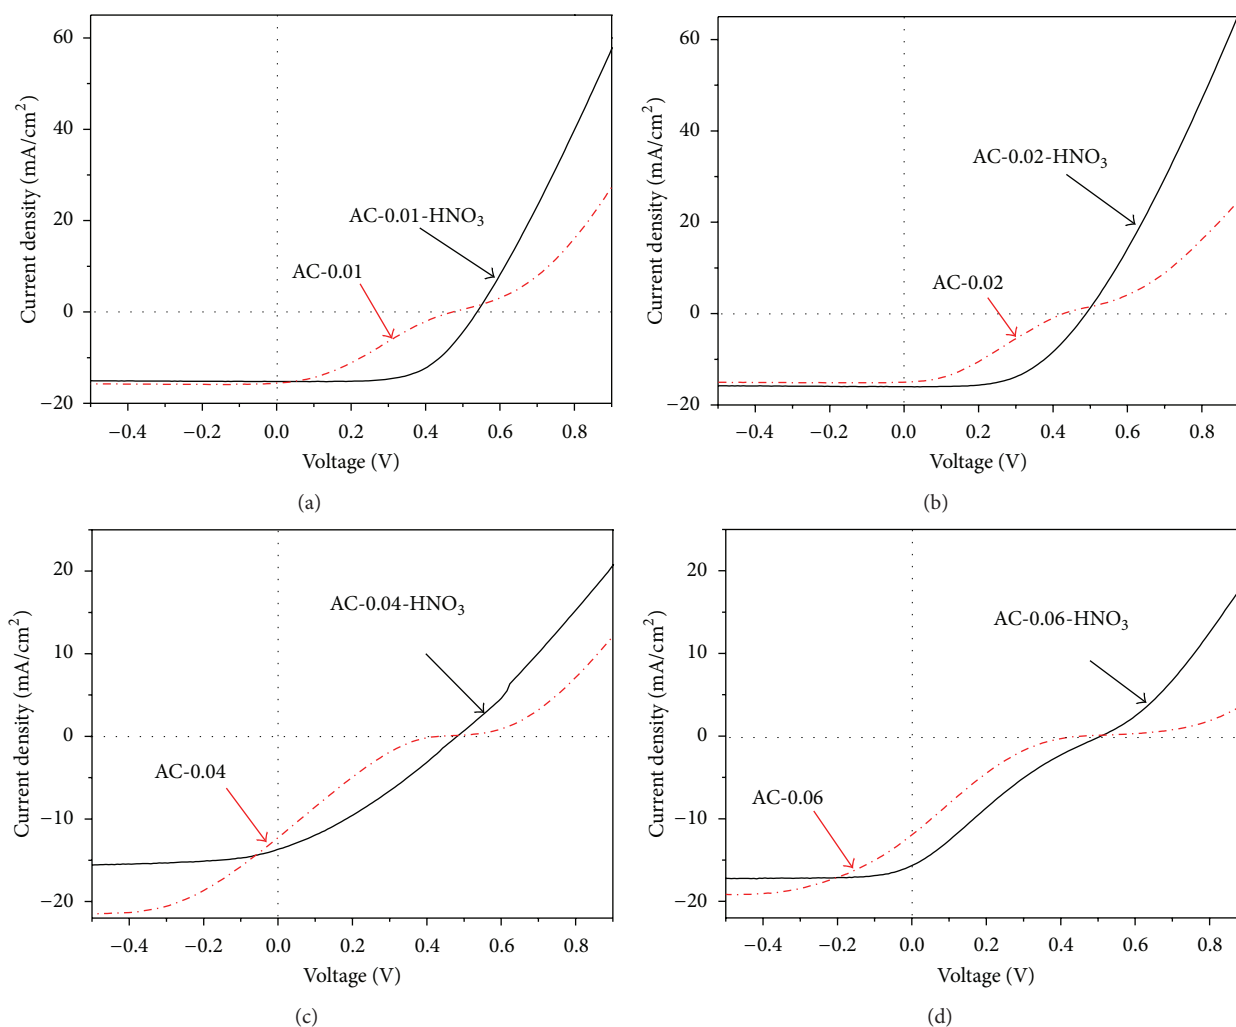 60
40
20
0
−20
Current density (mA/cm²)
AC-0.01-HNO₃
AC-0.01
−0.4 −0.2 0.0 0.2 0.4 0.6 0.8
Voltage (V)
(a)
60
40
20
0
−20
Current density (mA/cm²)
AC-0.02-HNO₃
AC-0.02
−0.4 −0.2 0.0 0.2 0.4 0.6 0.8
Voltage (V)
(b)
20
10
0
−10
−20
Current density (mA/cm²)
AC-0.04-HNO₃
AC-0.04
−0.4 −0.2 0.0 0.2 0.4 0.6 0.8
Voltage (V)
(c)
20
10
0
−10
−20
Current density (mA/cm²)
AC-0.06-HNO₃
AC-0.06
−0.4 −0.2 0.0 0.2 0.4 0.6 0.8
Voltage (V)
(d)